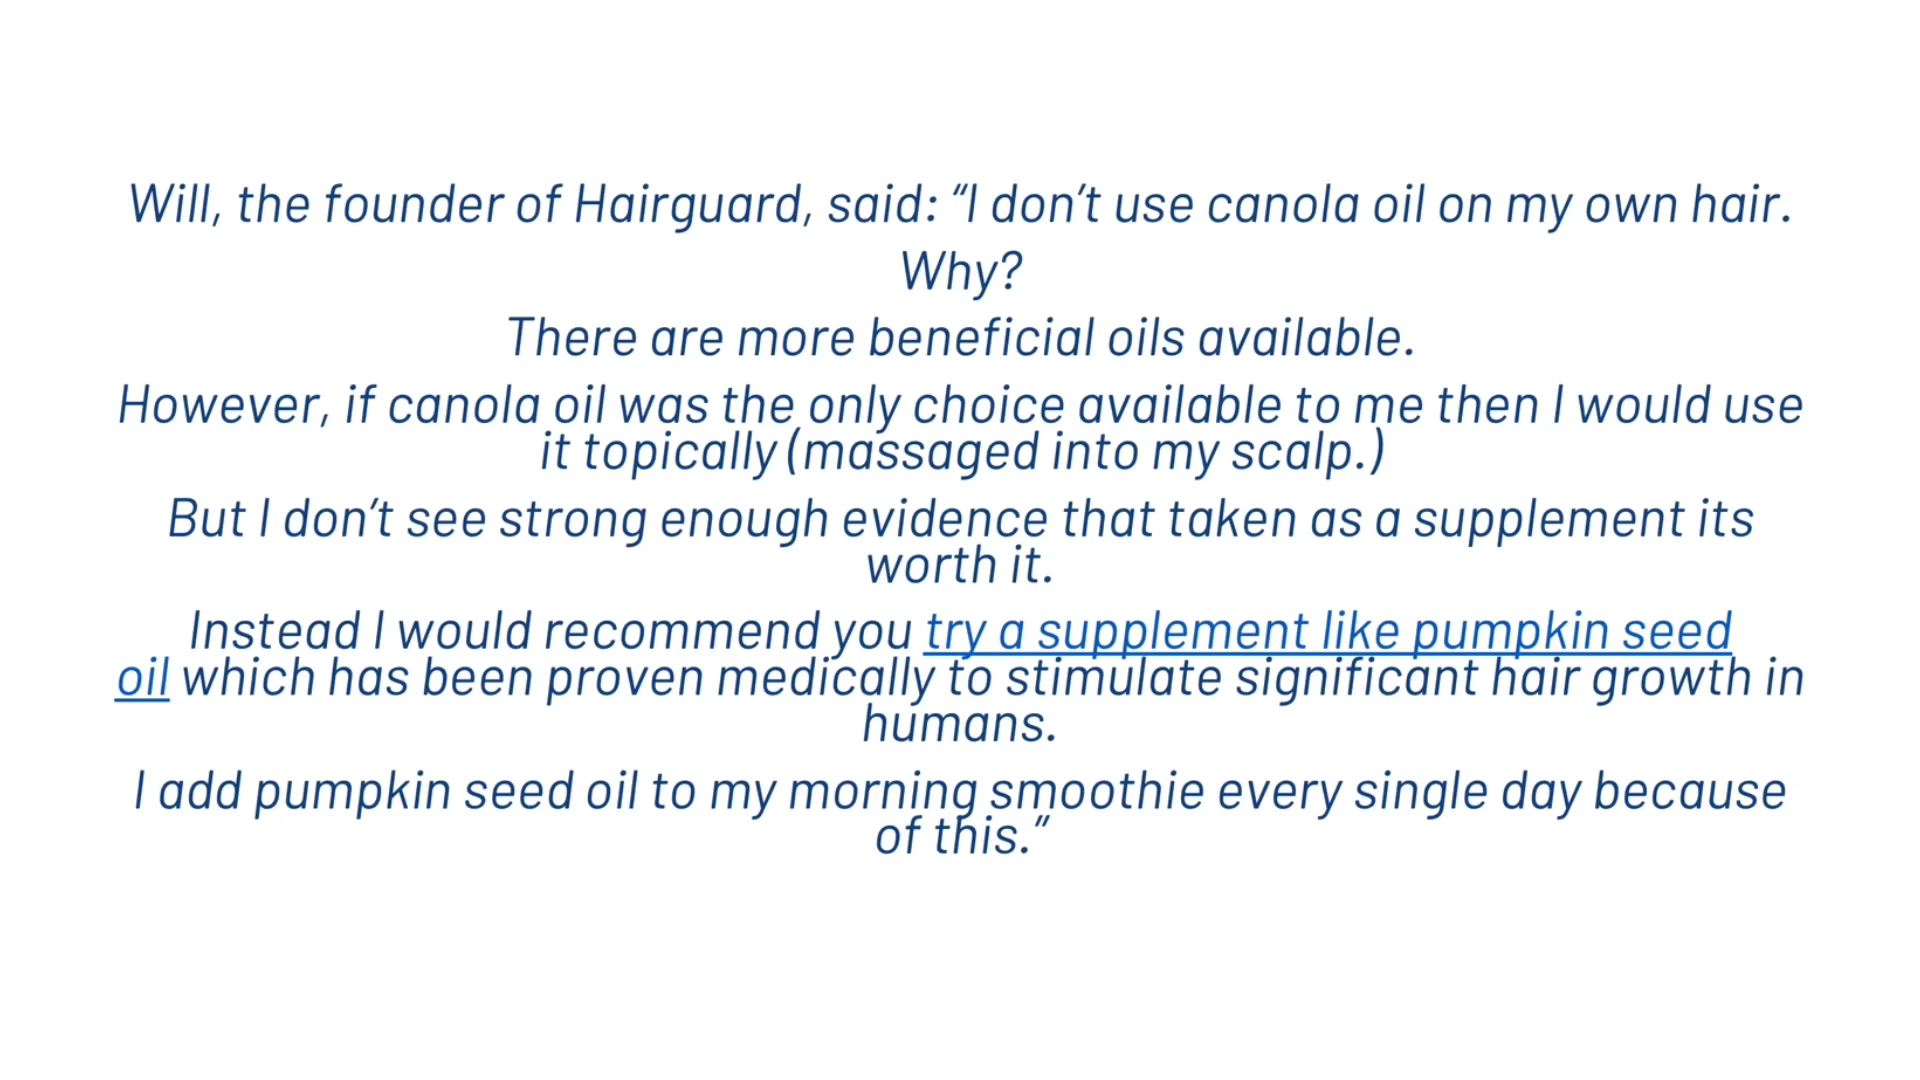 Will, the founder of Hairguard, said: “I don’t use canola oil on my own hair.
Why?
There are more beneficial oils available.
However, if canola oil was the only choice available to me then I would use
it topically (massaged into my scalp.)
But I don’t see strong enough evidence that taken as a supplement its
worth it.
Instead I would recommend you try a supplement like pumpkin seed
oil which has been proven medically to stimulate significant hair growth in
humans.
I add pumpkin seed oil to my morning smoothie every single day because
of this.”